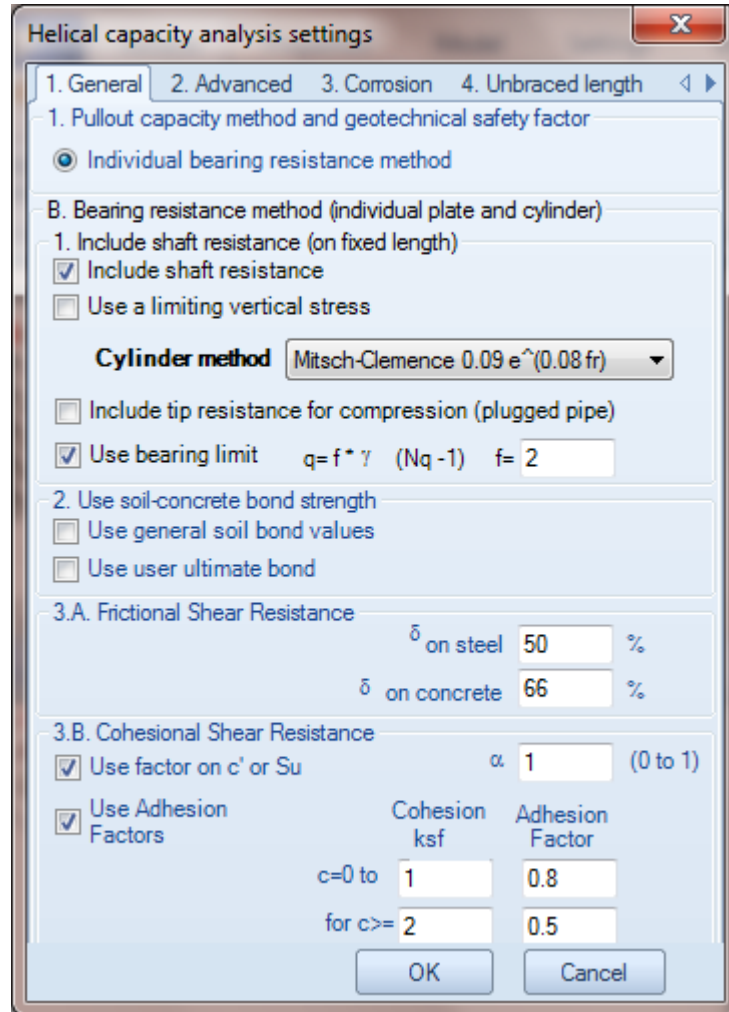 Helical capacity analysis settings
1. General 2. Advanced 3. Corrosion 4. Unbraced length
1. Pullout capacity method and geotechnical safety factor
Individual bearing resistance method
B. Bearing resistance method (individual plate and cylinder)
1. Include shaft resistance (on fixed length)
Include shaft resistance
Use a limiting vertical stress
Cylinder method Mitsch-Clemence 0.09 e^(0.08 fr)
Include tip resistance for compression (plugged pipe)
Use bearing limit q= f * γ (Nq -1) f= 2
2. Use soil-concrete bond strength
Use general soil bond values
Use user ultimate bond
3.A. Frictional Shear Resistance
δ on steel 50 %
δ on concrete 66 %
3.B. Cohesional Shear Resistance
Use factor on c' or Su α 1 (0 to 1)
Use Adhesion Factors
Cohesion ksf
Adhesion Factor
c=0 to 1 0.8
for c>= 2 0.5
OK Cancel